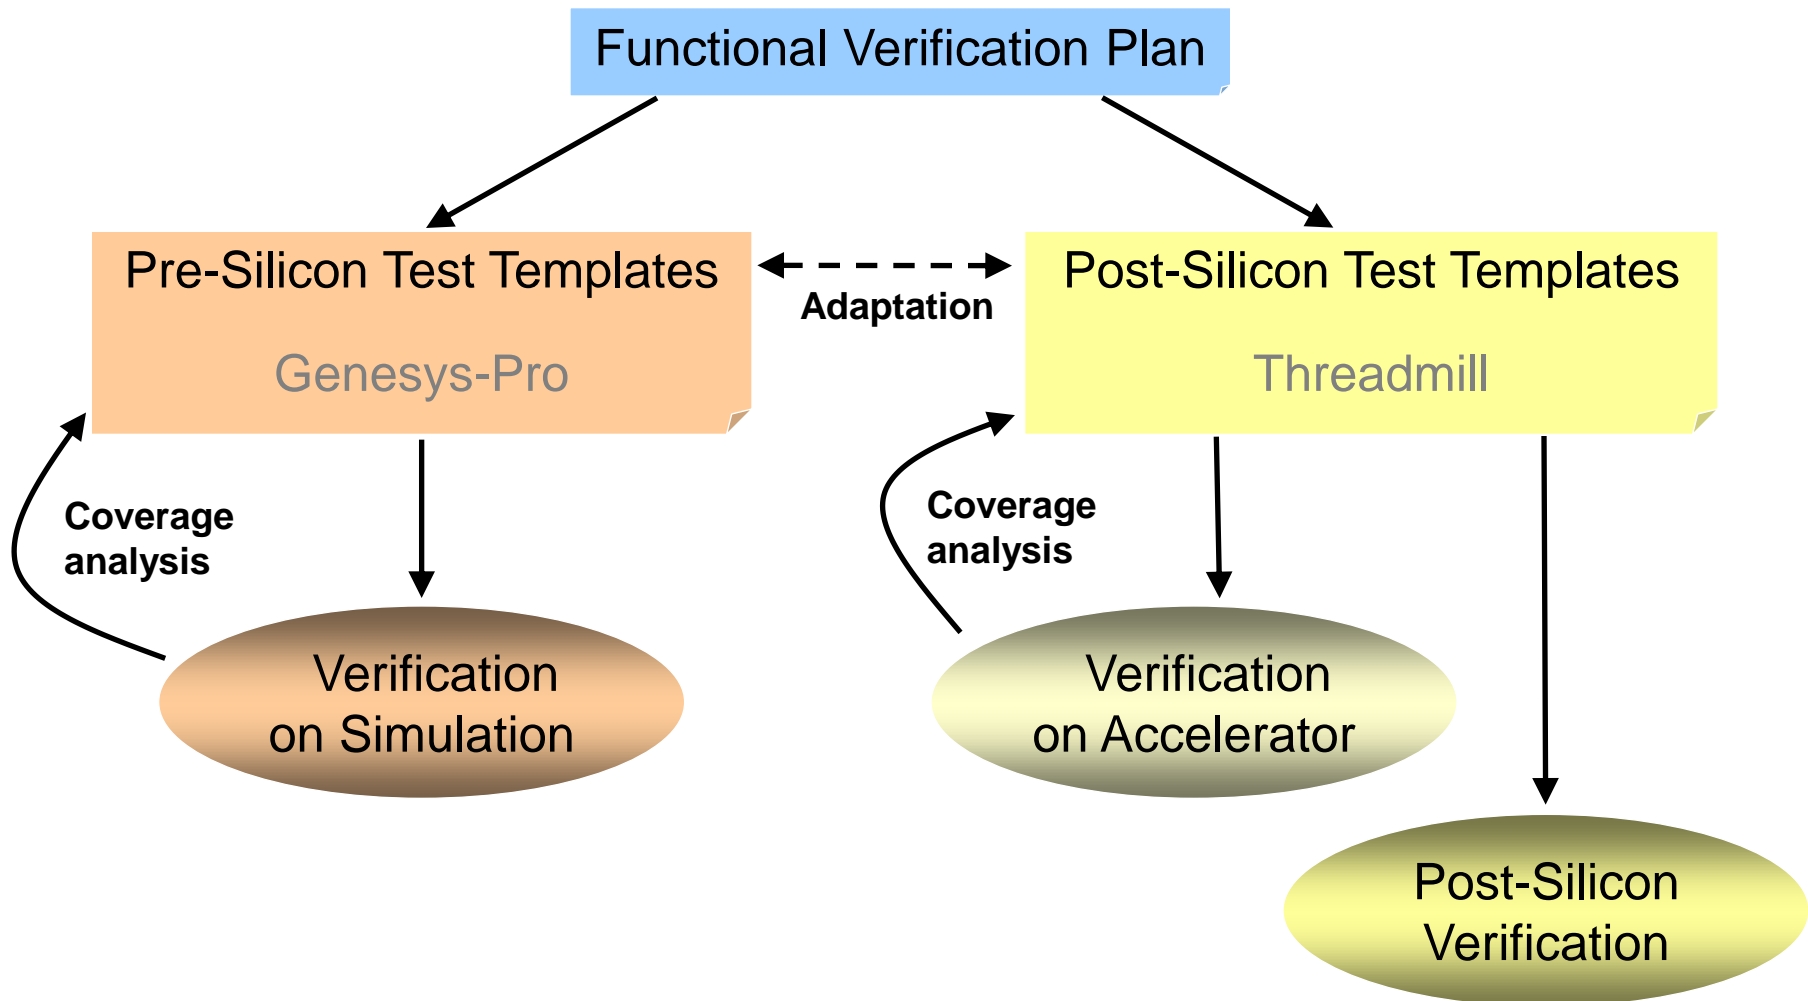 Functional Verification Plan
Pre-Silicon Test Templates
Genesys-Pro
Adaptation
Post-Silicon Test Templates
Threadmill
Coverage
analysis
Coverage
analysis
Verification
on Simulation
Verification
on Accelerator
Post-Silicon
Verification